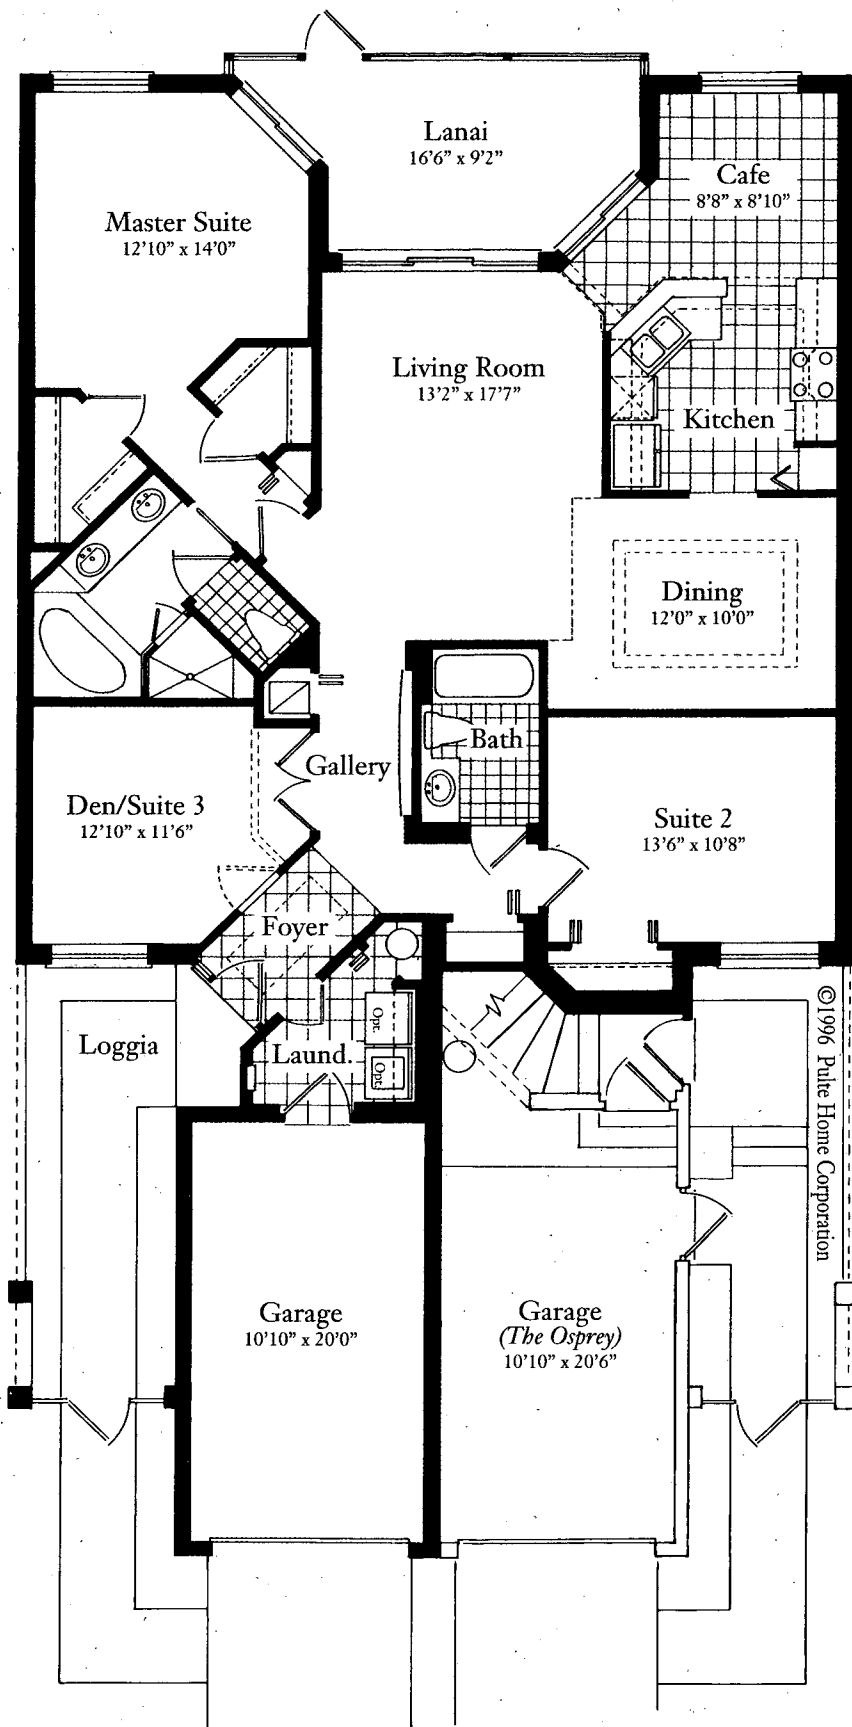 Lanai
16'6" x 9'2"
Cafe
8'8" x 8'10"
Master Suite
12'10" x 14'0"
Living Room
13'2" x 17'7"
Kitchen
Dining
12'0" x 10'0"
Bath
Gallery
Den/Suite 3
12'10" x 11'6"
Suite 2
13'6" x 10'8"
Foyer
Loggia
Laund.
Opt.
Opt.
©1996 Pulte Home Corporation
Garage
10'10" x 20'0"
Garage
(The Osprey)
10'10" x 20'6"